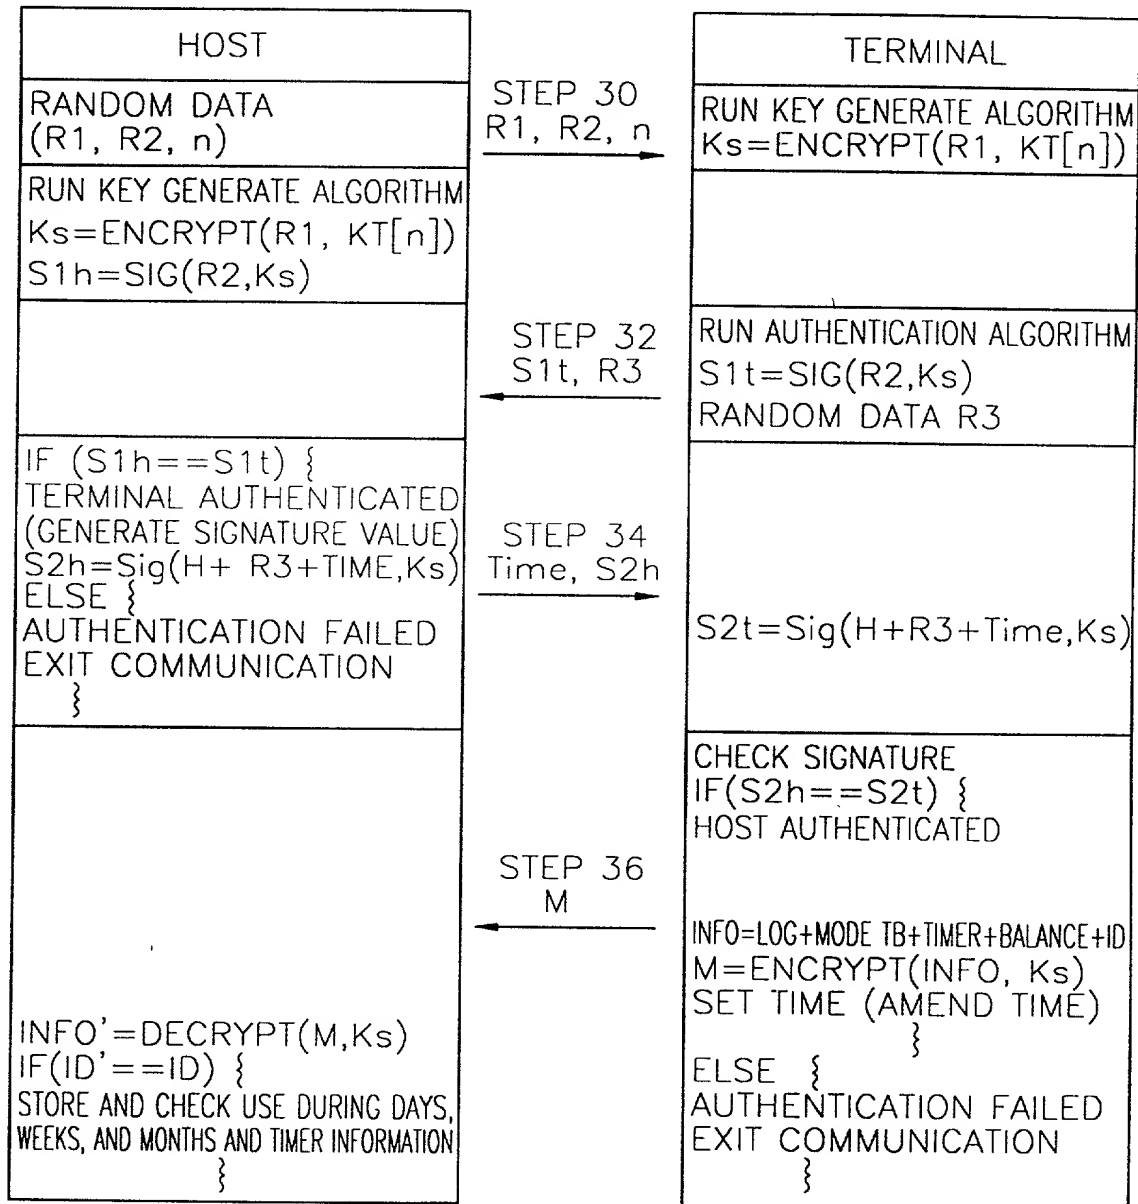 HOST
TERMINAL
RANDOM DATA
(R1, R2, n)
STEP 30
R1, R2, n
RUN KEY GENERATE ALGORITHM
Ks=ENCRYPT(R1, KT[n])
RUN KEY GENERATE ALGORITHM
Ks=ENCRYPT(R1, KT[n])
S1h=SIG(R2,Ks)
STEP 32
S1t, R3
RUN AUTHENTICATION ALGORITHM
S1t=SIG(R2,Ks)
RANDOM DATA R3
IF (S1h==S1t) {
TERMINAL AUTHENTICATED
(GENERATE SIGNATURE VALUE)
S2h=Sig(H+ R3+TIME,Ks)
ELSE {
AUTHENTICATION FAILED
EXIT COMMUNICATION
}
STEP 34
Time, S2h
S2t=Sig(H+R3+Time,Ks)
CHECK SIGNATURE
IF(S2h==S2t) {
HOST AUTHENTICATED
STEP 36
M
INFO=LOG+MODE TB+TIMER+BALANCE+ID
M=ENCRYPT(INFO, Ks)
SET TIME (AMEND TIME)
}
ELSE {
AUTHENTICATION FAILED
EXIT COMMUNICATION
}
INFO'=DECRYPT(M,Ks)
IF(ID'==ID) {
STORE AND CHECK USE DURING DAYS,
WEEKS, AND MONTHS AND TIMER INFORMATION
}